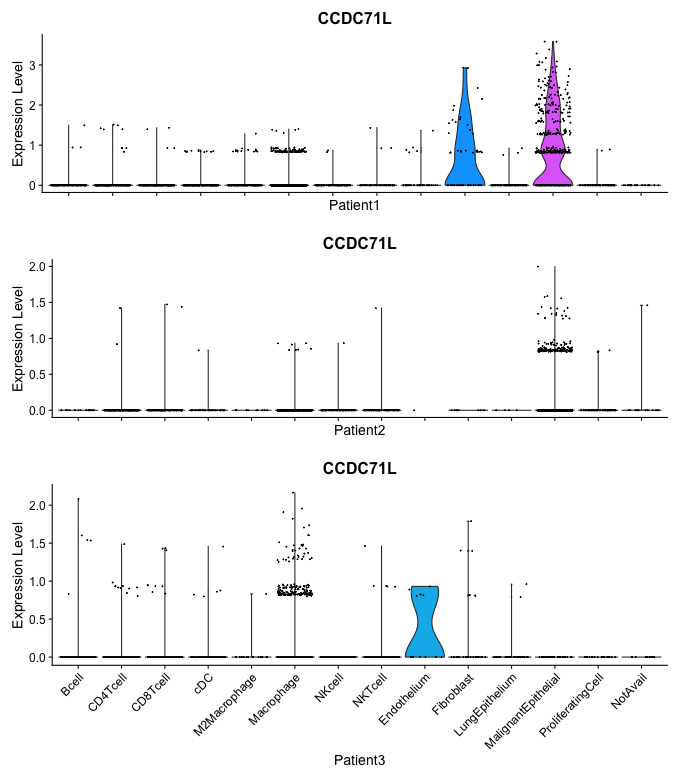 CCDC71L
Expression Level
3
2
1
0
Patient1
CCDC71L
Expression Level
2.0
1.5
1.0
0.5
0.0
Patient2
CCDC71L
Expression Level
2.0
1.5
1.0
0.5
0.0
Bcell
CD4Tcell
CD8Tcell
cDC
M2Macrophage
Macrophage
NKcell
NKTcell
Endothelium
Fibroblast
LungEpithelium
MalignantEpithelial
ProliferatingCell
NotAvail
Patient3